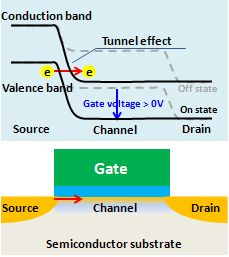 Conduction band
Tunnel effect
e
e
Valence band
Off state
Gate voltage > 0V
On state
Source
Channel
Drain
Gate
Source
Channel
Drain
Semiconductor substrate